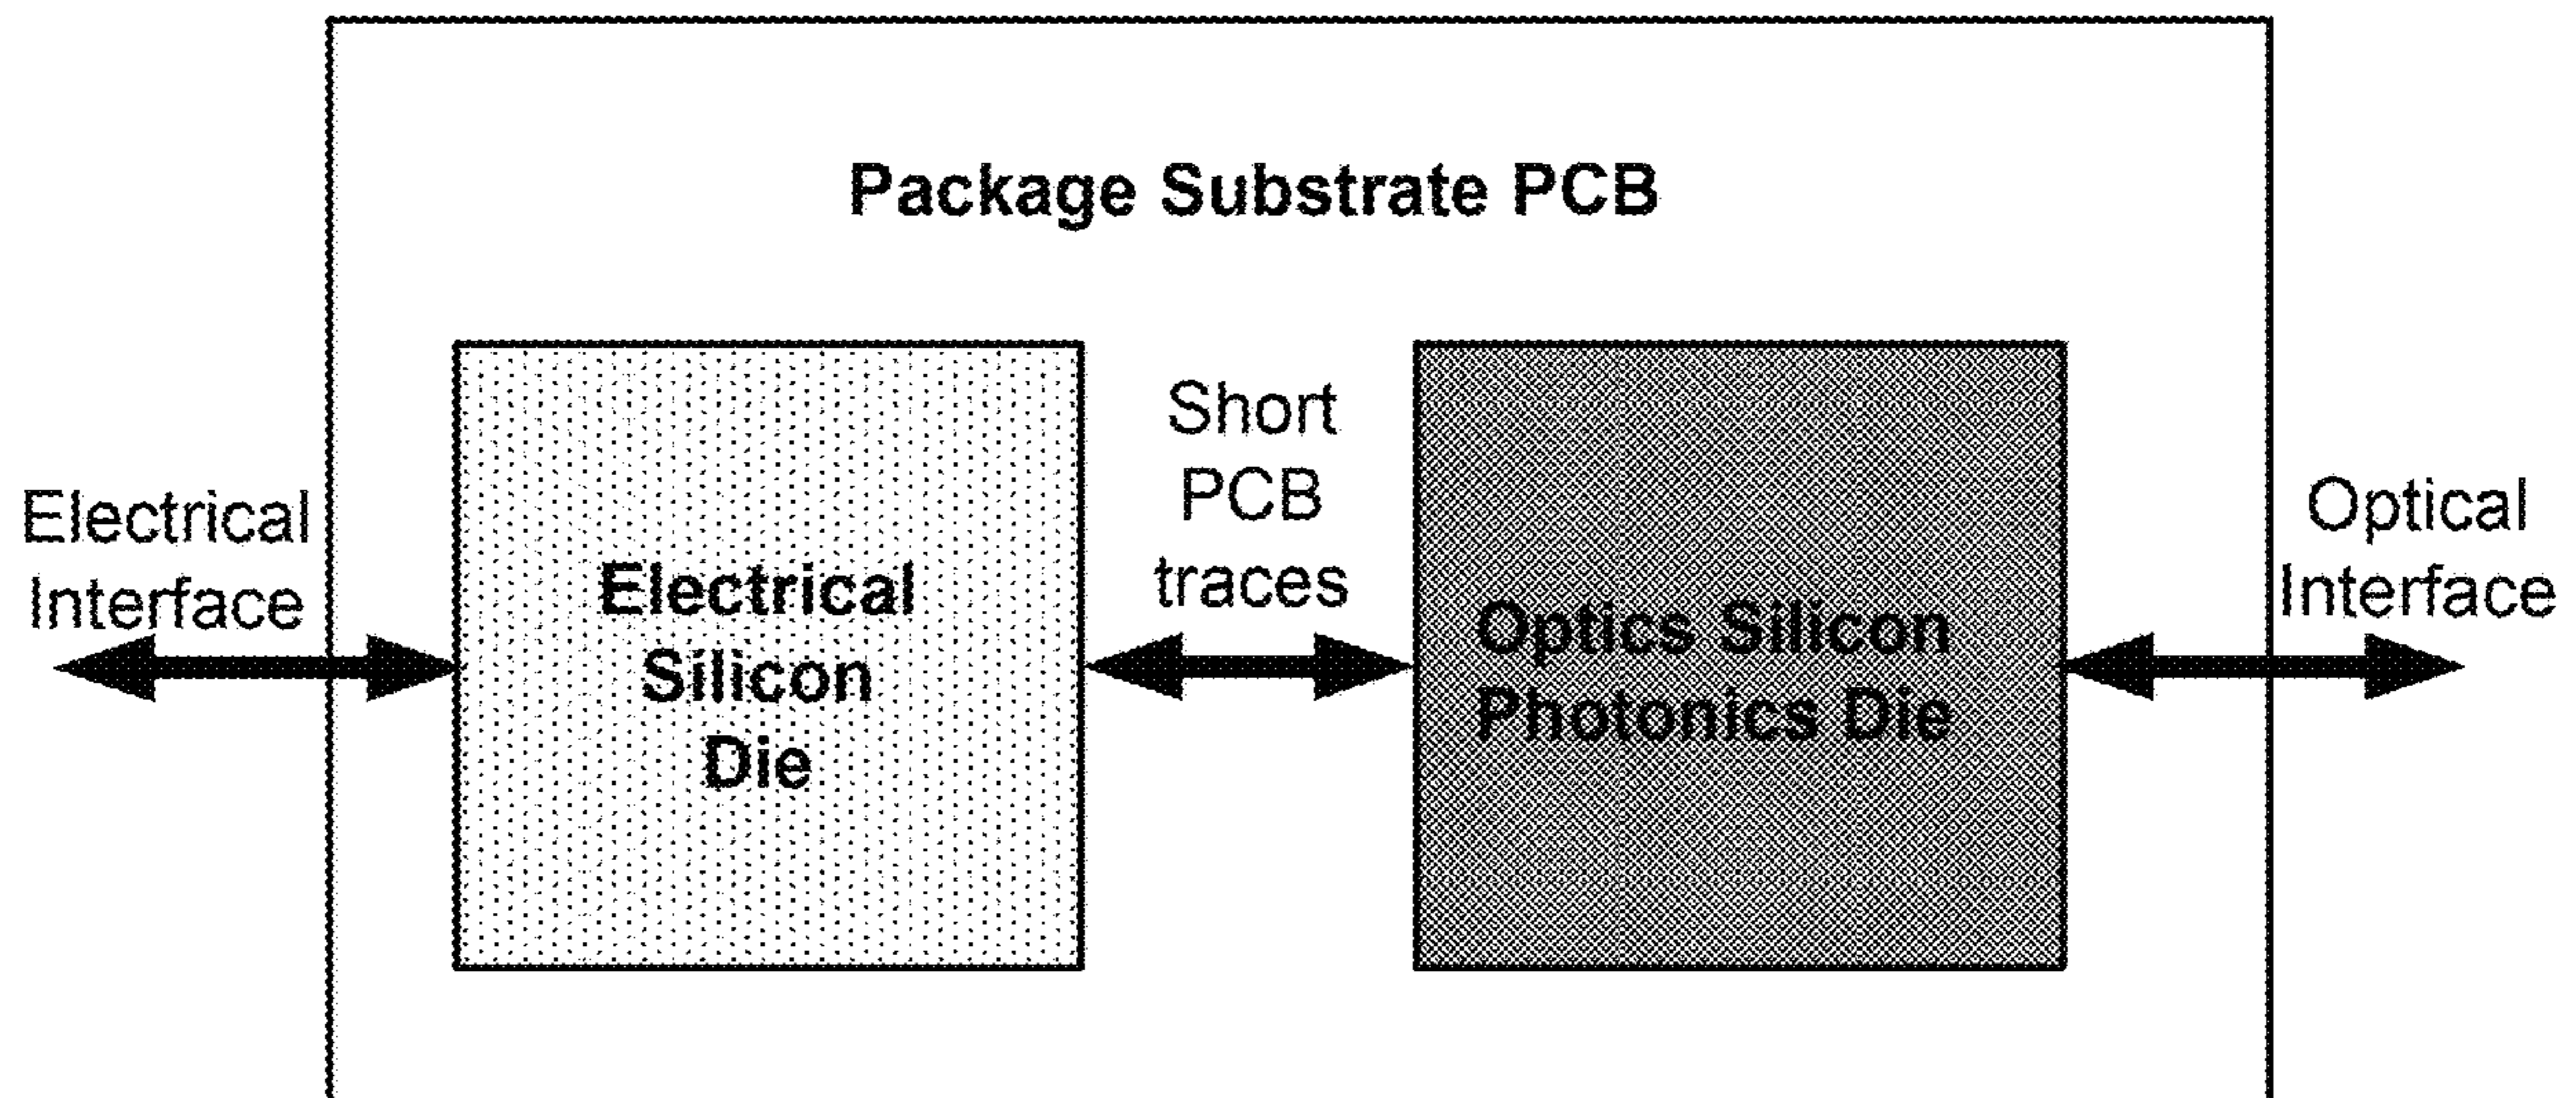 Package Substrate PCB
Electrical
Interface
Electrical
Silicon
Die
Short
PCB
traces
Optics Silicon
Photonics Die
Optical
Interface